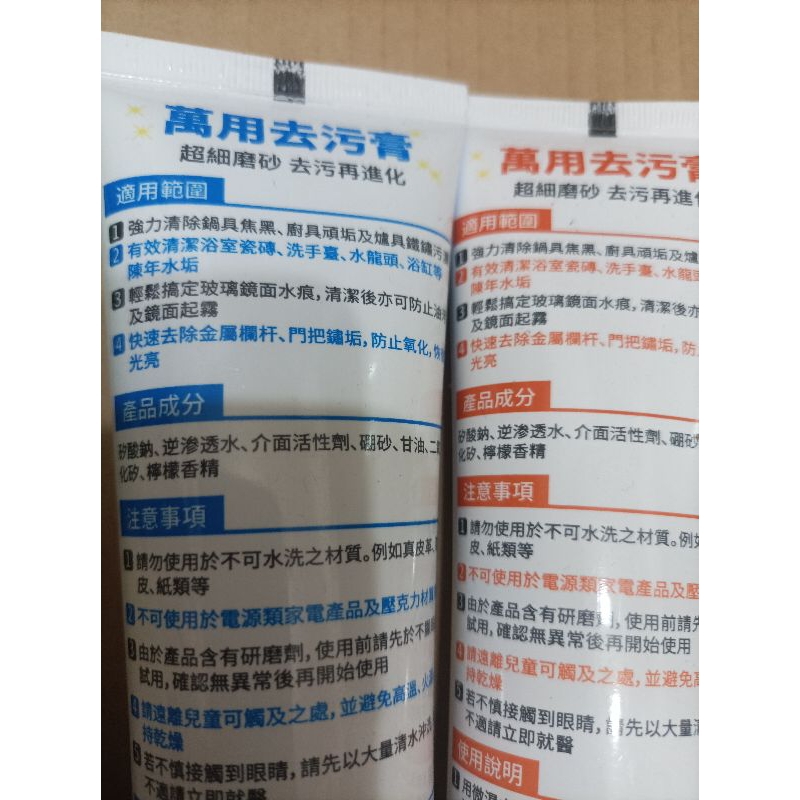 萬用去污膏
超細磨砂 去污再進化
適用範圍
1 強力清除鍋具焦黑、廚具頑垢及爐具鐵鏽污
2 有效清潔浴室瓷磚、洗手臺、水龍頭、浴缸等
陳年水垢
3 輕鬆搞定玻璃鏡面水痕，清潔後亦可防止油
及鏡面起霧
4 快速去除金屬欄杆、門把鏽垢，防止氧化，
光亮
產品成分
矽酸鈉、逆滲透水、介面活性劑、硼砂、甘油、二
化矽、檸檬香精
注意事項
1 請勿使用於不可水洗之材質。例如真皮革、
皮、紙類等
2 不可使用於電源類家電產品及壓克力材
3 由於產品含有研磨劑，使用前請先於不
試用，確認無異常後再開始使用
4 請遠離兒童可觸及之處，並避免高溫，火
持乾燥
5 若不慎接觸到眼睛，請先以大量清水沖
不適請立即就醫
萬用去污膏
超細磨砂 去污再進
適用範圍
1 強力清除鍋具焦黑、廚具頑垢及爐
2 有效清潔浴室瓷磚、洗手臺、水龍
陳年水垢
3 輕鬆搞定玻璃鏡面水痕，清潔後亦
及鏡面起霧
4 快速去除金屬欄杆、門把鏽垢，防
光亮
產品成分
矽酸鈉、逆滲透水、介面活性劑、硼砂
化矽、檸檬香精
注意事項
1 請勿使用於不可水洗之材質。例
皮、紙類等
2 不可使用於電源類家電產品及壓
3 由於產品含有研磨劑，使用前請
試用，確認無異常後再開始使用
4 請遠離兒童可觸及之處，並避免高
持乾燥
5 若不慎接觸到眼睛，請先以大量
不適請立即就醫
使用說明
1 用微濕